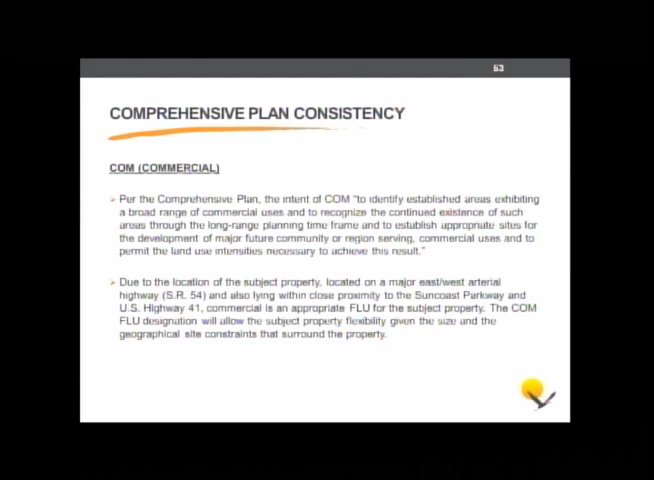 53
COMPREHENSIVE PLAN CONSISTENCY
COM (COMMERCIAL)
➢ Per the Comprehensive Plan, the intent of COM "to identify established areas exhibiting
a broad range of commercial uses and to recognize the continued existence of such
areas through the long-range planning time frame and to establish appropriate sites for
the development of major future community or region serving, commercial uses and to
permit the land use intensities necessary to achieve this result."
➢ Due to the location of the subject property, located on a major east/west arterial
highway (S.R. 54) and also lying within close proximity to the Suncoast Parkway and
U.S. Highway 41, commercial is an appropriate FLU for the subject property. The COM
FLU designation will allow the subject property flexibility given the size and the
geographical site constraints that surround the property.